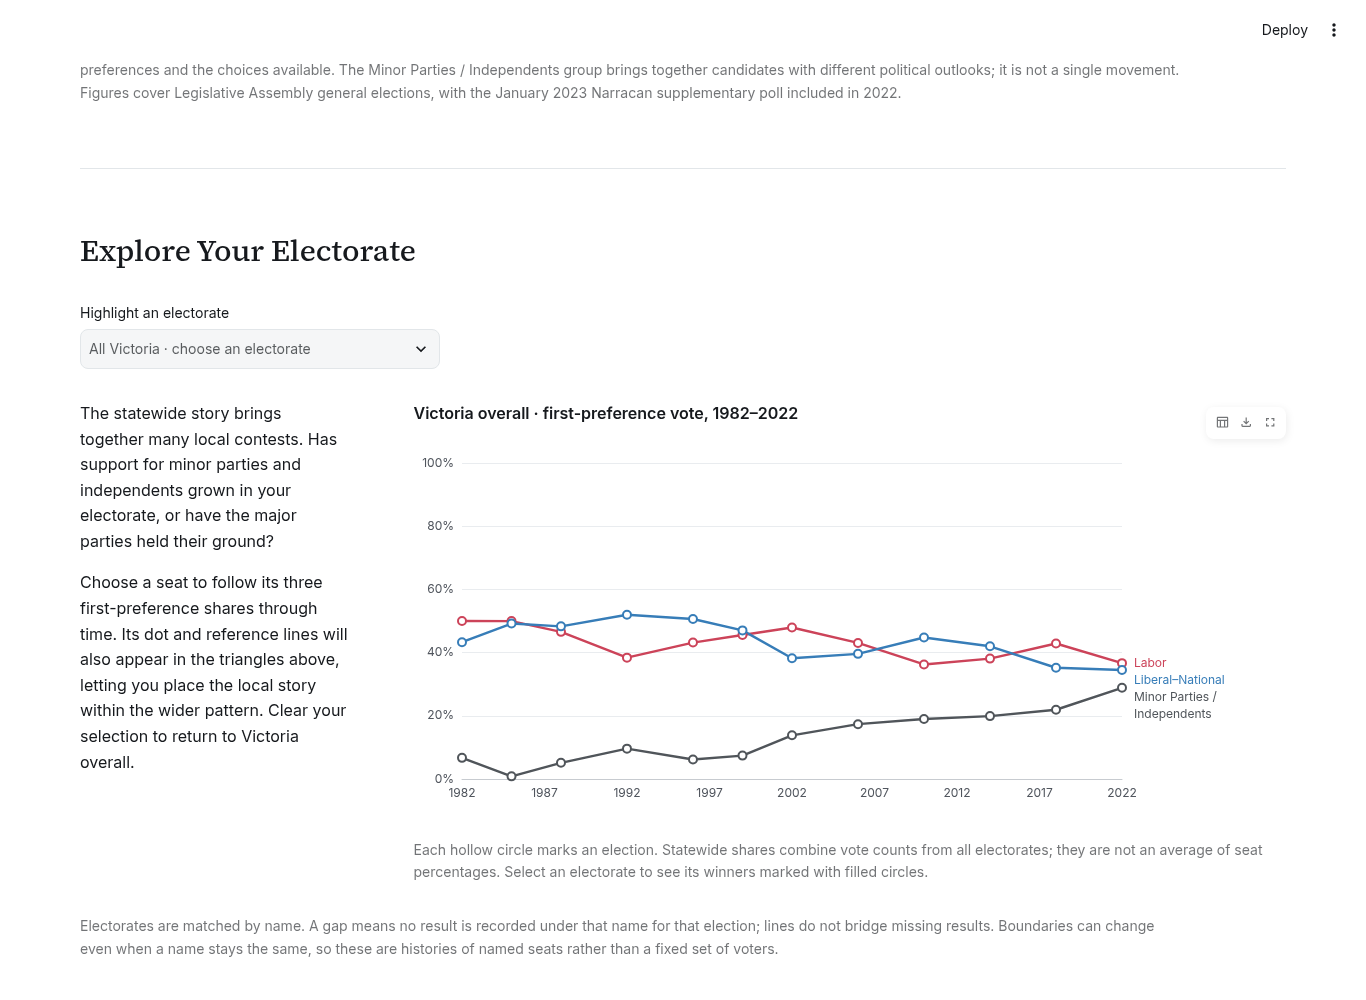 Deploy
preferences and the choices available. The Minor Parties / Independents group brings together candidates with different political outlooks; it is not a single movement.
Figures cover Legislative Assembly general elections, with the January 2023 Narracan supplementary poll included in 2022.
Explore Your Electorate
Highlight an electorate
All Victoria · choose an electorate
The statewide story brings
together many local contests. Has
support for minor parties and
independents grown in your
electorate, or have the major
parties held their ground?
Choose a seat to follow its three
first-preference shares through
time. Its dot and reference lines will
also appear in the triangles above,
letting you place the local story
within the wider pattern. Clear your
selection to return to Victoria
overall.
Victoria overall · first-preference vote, 1982–2022
100%
80%
60%
40%
20%
0%
1982 1987 1992 1997 2002 2007 2012 2017 2022
Labor
Liberal–National
Minor Parties /
Independents
Each hollow circle marks an election. Statewide shares combine vote counts from all electorates; they are not an average of seat
percentages. Select an electorate to see its winners marked with filled circles.
Electorates are matched by name. A gap means no result is recorded under that name for that election; lines do not bridge missing results. Boundaries can change
even when a name stays the same, so these are histories of named seats rather than a fixed set of voters.